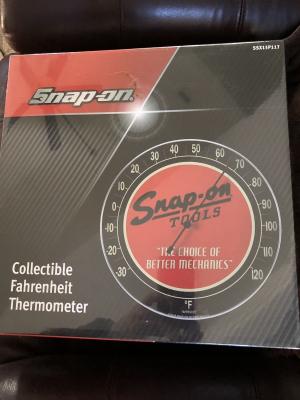 SSX15P117
Snap-on
-30
-20
-10
0
10
20
30
40
50
60
70
80
90
100
110
120
Snap-on
TOOLS
"THE CHOICE OF
BETTER MECHANICS"
°F
Collectible
Fahrenheit
Thermometer